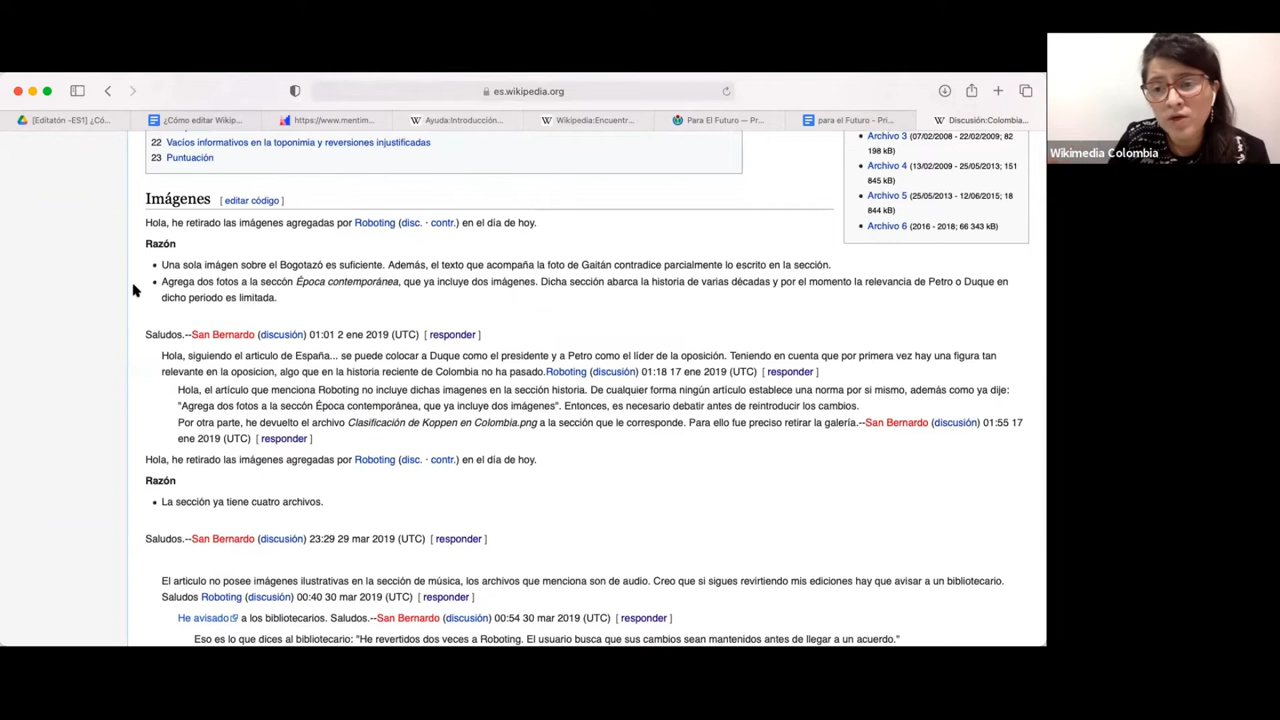 es.wikipedia.org
[Editatón -ES1] ¿Có...
¿Cómo editar Wikip...
https://www.mentim...
Ayuda:Introducción...
Wikipedia:Encuentr...
Para El Futuro — Pr...
para el Futuro - Pri...
Discusión:Colombia...
22 Vacíos informativos en la toponimia y reversiones injustificadas
23 Puntuación
Archivo 3 (07/02/2008 - 22/02/2009; 82
198 kB)
Archivo 4 (13/02/2009 - 25/05/2013; 151
845 kB)
Archivo 5 (25/05/2013 - 12/06/2015; 18
844 kB)
Archivo 6 (2016 - 2018; 66 343 kB)
Wikimedia Colombia
Imágenes [ editar código ]
Hola, he retirado las imágenes agregadas por Roboting (disc. · contr.) en el día de hoy.
Razón
• Una sola imágen sobre el Bogotazó es suficiente. Además, el texto que acompaña la foto de Gaitán contradice parcialmente lo escrito en la sección.
• Agrega dos fotos a la seccón Época contemporánea, que ya incluye dos imágenes. Dicha sección abarca la historia de varias décadas y por el momento la relevancia de Petro o Duque en
dicho periodo es limitada.
Saludos.--San Bernardo (discusión) 01:01 2 ene 2019 (UTC) [ responder ]
Hola, siguiendo el articulo de España... se puede colocar a Duque como el presidente y a Petro como el líder de la oposición. Teniendo en cuenta que por primera vez hay una figura tan
relevante en la oposicion, algo que en la historia reciente de Colombia no ha pasado.Roboting (discusión) 01:18 17 ene 2019 (UTC) [ responder ]
Hola, el artículo que menciona Roboting no incluye dichas imagenes en la sección historia. De cualquier forma ningún artículo establece una norma por si mismo, además como ya dije:
"Agrega dos fotos a la seccón Época contemporánea, que ya incluye dos imágenes". Entonces, es necesario debatir antes de reintroducir los cambios.
Por otra parte, he devuelto el archivo Clasificación de Koppen en Colombia.png a la sección que le corresponde. Para ello fue preciso retirar la galería.--San Bernardo (discusión) 01:55 17
ene 2019 (UTC) [ responder ]
Hola, he retirado las imágenes agregadas por Roboting (disc. · contr.) en el día de hoy.
Razón
• La sección ya tiene cuatro archivos.
Saludos.--San Bernardo (discusión) 23:29 29 mar 2019 (UTC) [ responder ]
El articulo no posee imágenes ilustrativas en la sección de música, los archivos que menciona son de audio. Creo que si sigues revirtiendo mis ediciones hay que avisar a un bibliotecario.
Saludos Roboting (discusión) 00:40 30 mar 2019 (UTC) [ responder ]
He avisado a los bibliotecarios. Saludos.--San Bernardo (discusión) 00:54 30 mar 2019 (UTC) [ responder ]
Eso es lo que dices al bibliotecario: "He revertidos dos veces a Roboting. El usuario busca que sus cambios sean mantenidos antes de llegar a un acuerdo."